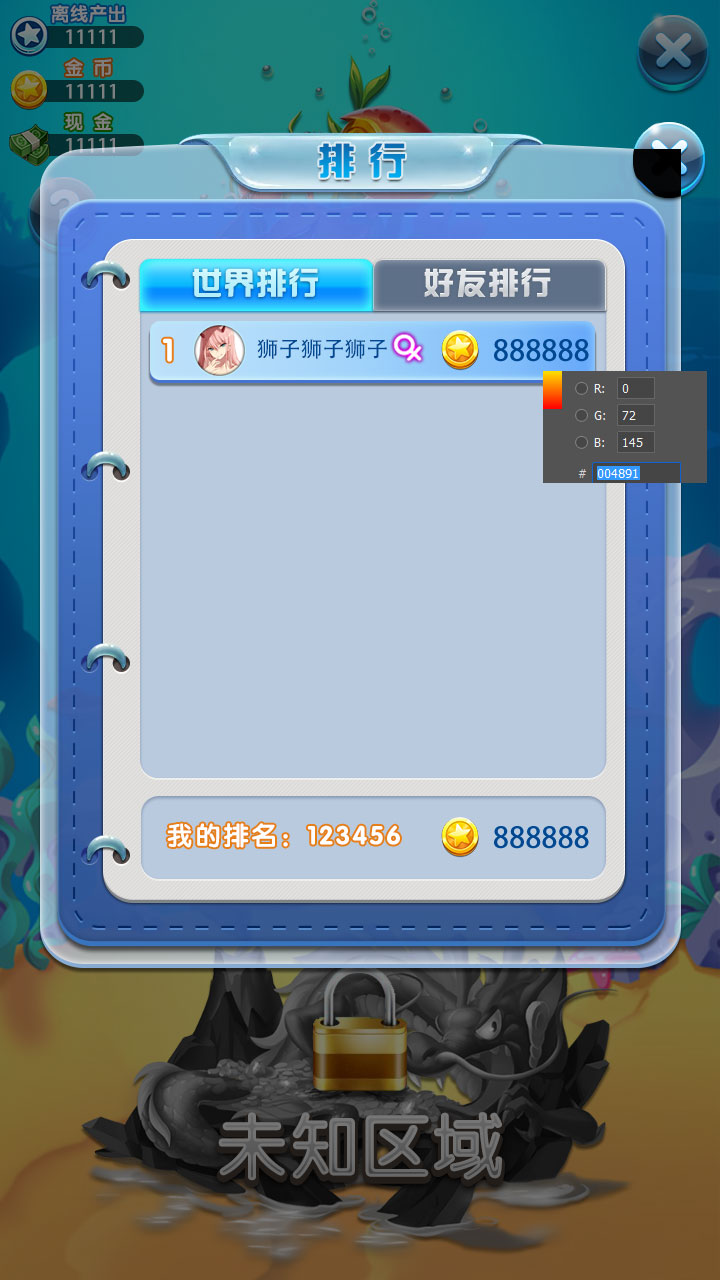 离线产出
11111
金币
11111
现金
11111
排行
世界排行
好友排行
1 狮子狮子狮子 888888
R: 0
G: 72
B: 145
# 004891
我的排名：123456 888888
未知区域